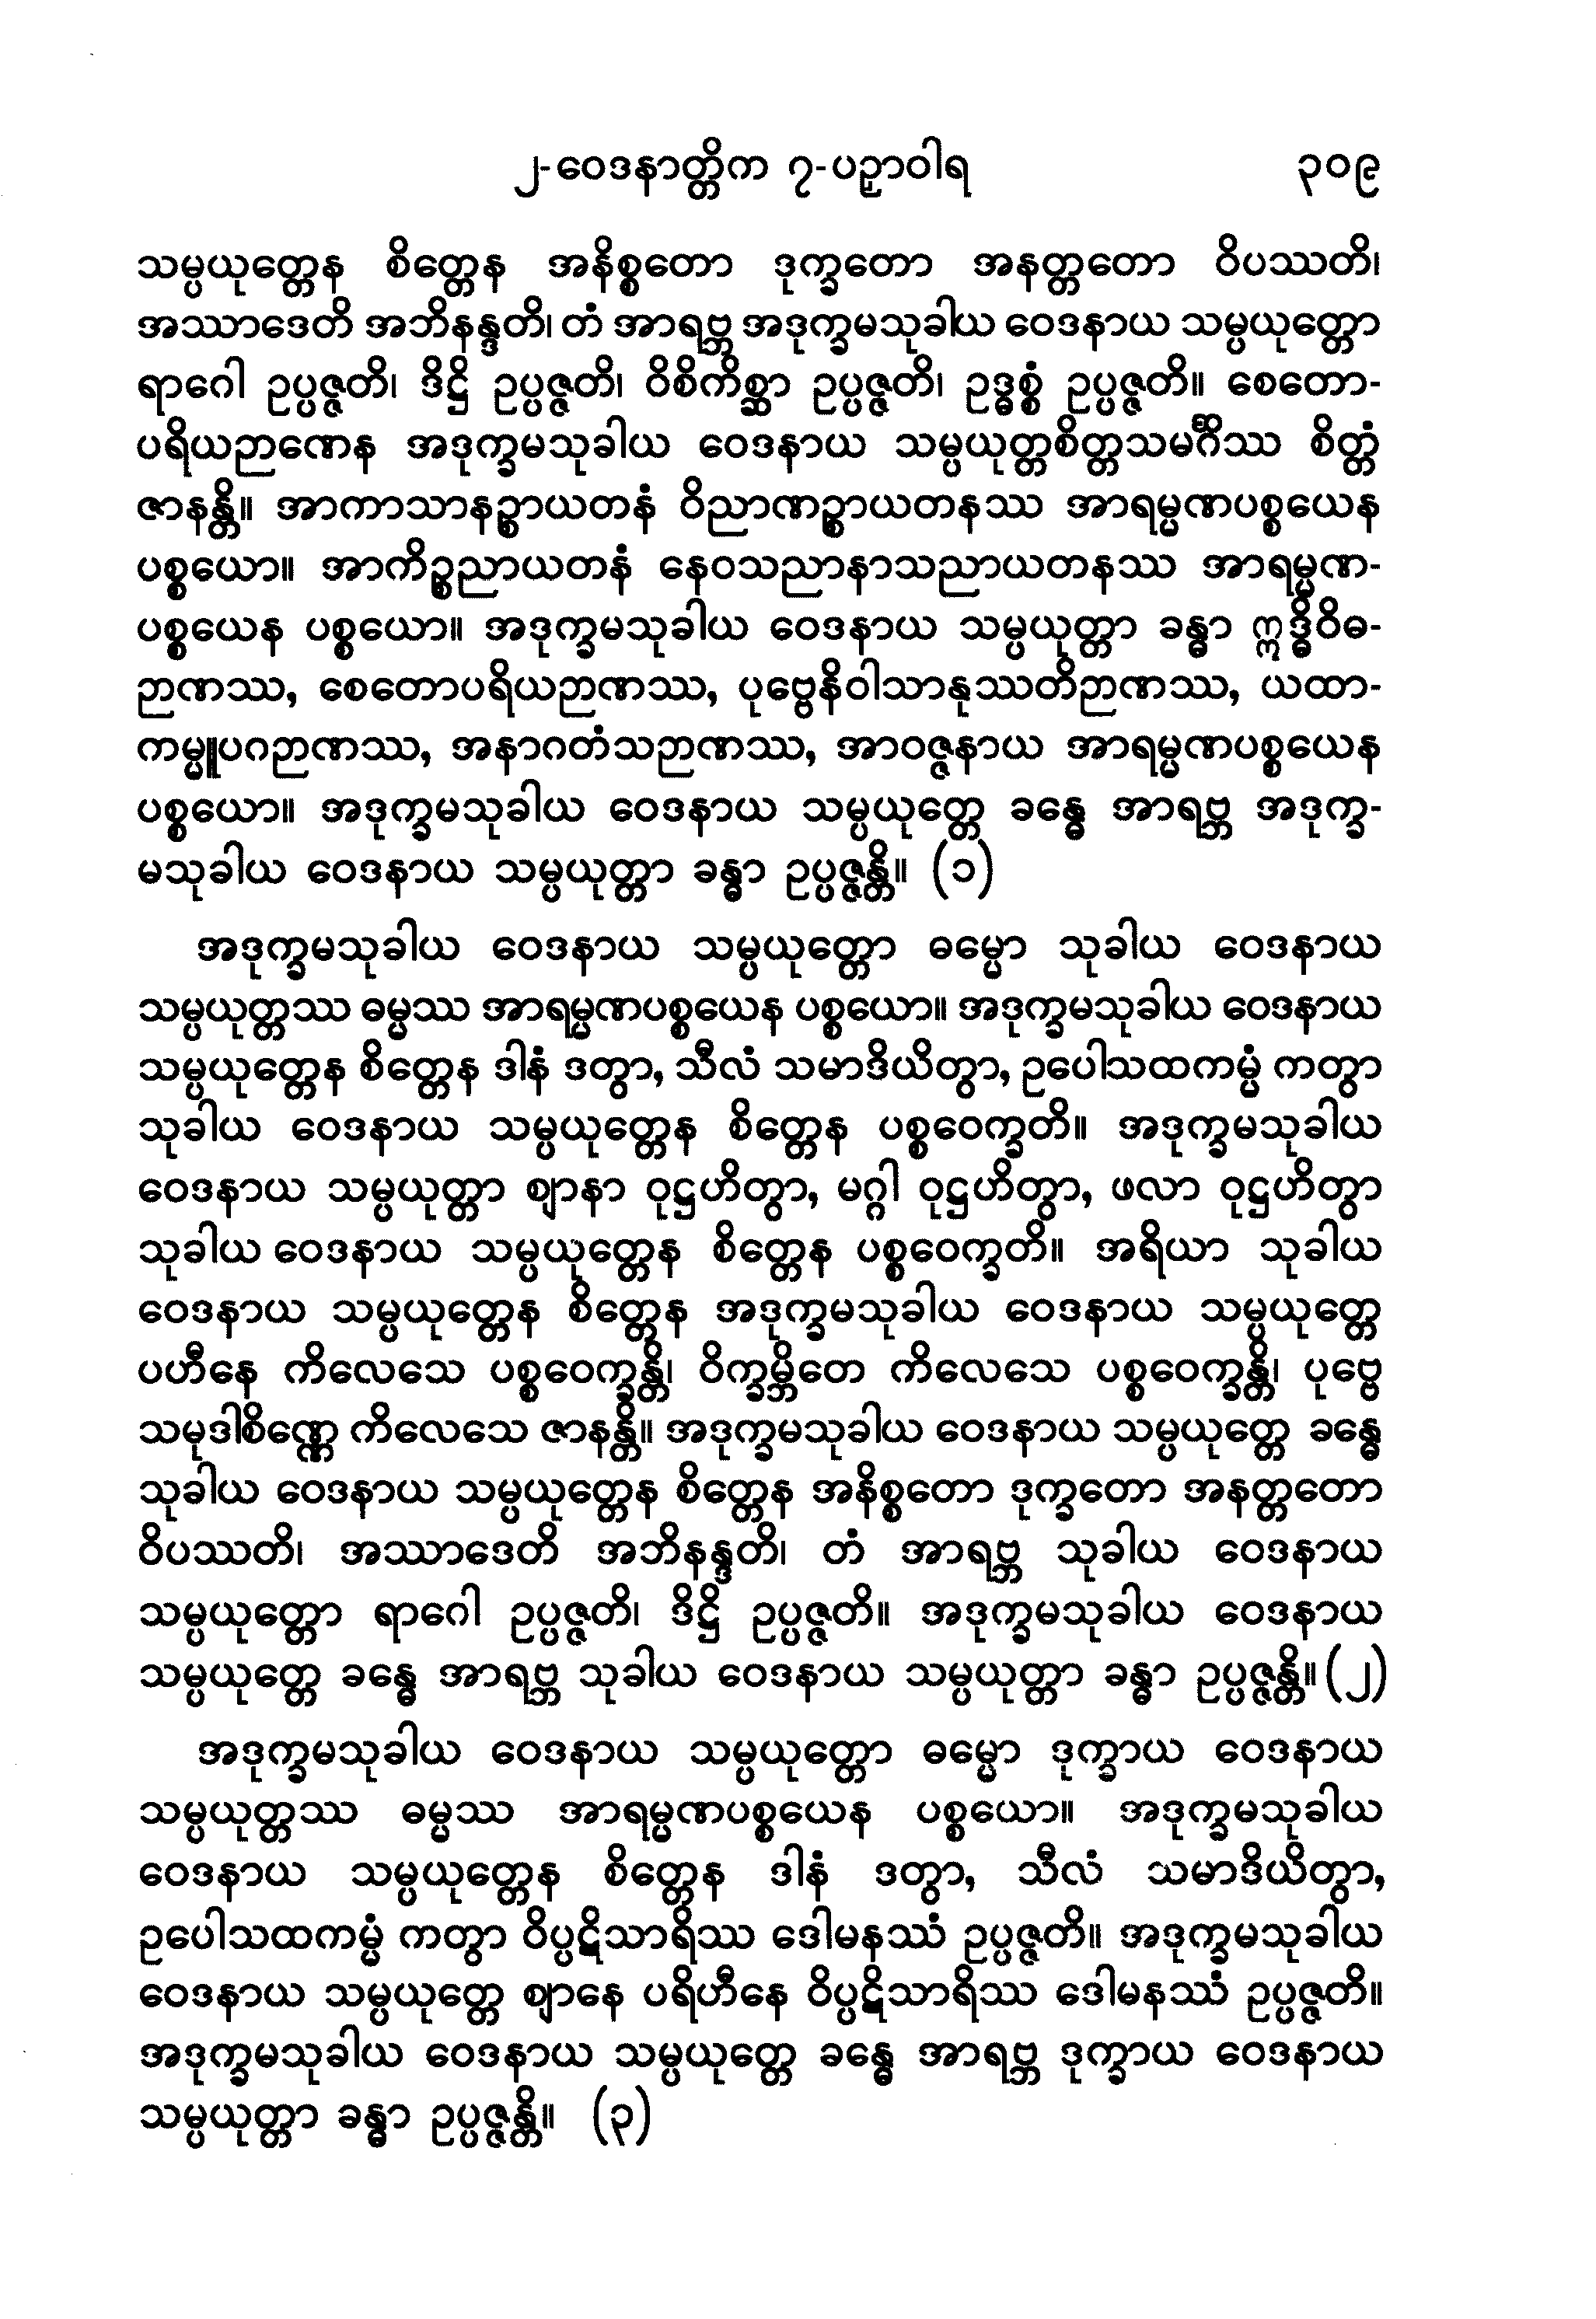 ၂-ဝေဒနာတ္တိက ၇-ပဉှာဝါရ ၃၀၉
သမ္ပယုတ္တေန စိတ္တေန အနိစ္စတော ဒုက္ခတော အနတ္တတော ဝိပဿတိ၊
အဿာဒေတိ အဘိနန္ဒတိ၊ တံ အာရဗ္ဘ အဒုက္ခမသုခါယ ဝေဒနာယ သမ္ပယုတ္တော
ရာဂေါ ဥပ္ပဇ္ဇတိ၊ ဒိဋ္ဌိ ဥပ္ပဇ္ဇတိ၊ ဝိစိကိစ္ဆာ ဥပ္ပဇ္ဇတိ၊ ဥဒ္ဓစ္စံ ဥပ္ပဇ္ဇတိ။ စေတော-
ပရိယဉာဏေန အဒုက္ခမသုခါယ ဝေဒနာယ သမ္ပယုတ္တစိတ္တသမင်္ဂိဿ စိတ္တံ
ဇာနန္တိ။ အာကာသာနဉ္စာယတနံ ဝိညာဏဉ္စာယတနဿ အာရမ္မဏပစ္စယေန
ပစ္စယော။ အာကိဉ္စညာယတနံ နေဝသညာနာသညာယတနဿ အာရမ္မဏ-
ပစ္စယေန ပစ္စယော။ အဒုက္ခမသုခါယ ဝေဒနာယ သမ္ပယုတ္တာ ခန္ဓာ ဣဒ္ဓိဝိဓ-
ဉာဏဿ, စေတောပရိယဉာဏဿ, ပုဗ္ဗေနိဝါသာနုဿတိဉာဏဿ, ယထာ-
ကမ္မူပဂဉာဏဿ, အနာဂတံသဉာဏဿ, အာဝဇ္ဇနာယ အာရမ္မဏပစ္စယေန
ပစ္စယော။ အဒုက္ခမသုခါယ ဝေဒနာယ သမ္ပယုတ္တေ ခန္ဓေ အာရဗ္ဘ အဒုက္ခ-
မသုခါယ ဝေဒနာယ သမ္ပယုတ္တာ ခန္ဓာ ဥပ္ပဇ္ဇန္တိ။ (၁)
အဒုက္ခမသုခါယ ဝေဒနာယ သမ္ပယုတ္တော ဓမ္မော သုခါယ ဝေဒနာယ
သမ္ပယုတ္တဿ ဓမ္မဿ အာရမ္မဏပစ္စယေန ပစ္စယော။ အဒုက္ခမသုခါယ ဝေဒနာယ
သမ္ပယုတ္တေန စိတ္တေန ဒါနံ ဒတွာ, သီလံ သမာဒိယိတွာ, ဥပေါသထကမ္မံ ကတွာ
သုခါယ ဝေဒနာယ သမ္ပယုတ္တေန စိတ္တေန ပစ္စဝေက္ခတိ။ အဒုက္ခမသုခါယ
ဝေဒနာယ သမ္ပယုတ္တာ ဈာနာ ဝုဋ္ဌဟိတွာ, မဂ္ဂါ ဝုဋ္ဌဟိတွာ, ဖလာ ဝုဋ္ဌဟိတွာ
သုခါယ ဝေဒနာယ သမ္ပယုတ္တေန စိတ္တေန ပစ္စဝေက္ခတိ။ အရိယာ သုခါယ
ဝေဒနာယ သမ္ပယုတ္တေန စိတ္တေန အဒုက္ခမသုခါယ ဝေဒနာယ သမ္ပယုတ္တေ
ပဟီနေ ကိလေသေ ပစ္စဝေက္ခန္တိ၊ ဝိက္ခမ္ဘိတေ ကိလေသေ ပစ္စဝေက္ခန္တိ၊ ပုဗ္ဗေ
သမုဒါစိဏ္ဏေ ကိလေသေ ဇာနန္တိ။ အဒုက္ခမသုခါယ ဝေဒနာယ သမ္ပယုတ္တေ ခန္ဓေ
သုခါယ ဝေဒနာယ သမ္ပယုတ္တေန စိတ္တေန အနိစ္စတော ဒုက္ခတော အနတ္တတော
ဝိပဿတိ၊ အဿာဒေတိ အဘိနန္ဒတိ၊ တံ အာရဗ္ဘ သုခါယ ဝေဒနာယ
သမ္ပယုတ္တော ရာဂေါ ဥပ္ပဇ္ဇတိ၊ ဒိဋ္ဌိ ဥပ္ပဇ္ဇတိ။ အဒုက္ခမသုခါယ ဝေဒနာယ
သမ္ပယုတ္တေ ခန္ဓေ အာရဗ္ဘ သုခါယ ဝေဒနာယ သမ္ပယုတ္တာ ခန္ဓာ ဥပ္ပဇ္ဇန္တိ။ (၂)
အဒုက္ခမသုခါယ ဝေဒနာယ သမ္ပယုတ္တော ဓမ္မော ဒုက္ခာယ ဝေဒနာယ
သမ္ပယုတ္တဿ ဓမ္မဿ အာရမ္မဏပစ္စယေန ပစ္စယော။ အဒုက္ခမသုခါယ
ဝေဒနာယ သမ္ပယုတ္တေန စိတ္တေန ဒါနံ ဒတွာ, သီလံ သမာဒိယိတွာ,
ဥပေါသထကမ္မံ ကတွာ ဝိပ္ပဋိသာရိဿ ဒေါမနဿံ ဥပ္ပဇ္ဇတိ။ အဒုက္ခမသုခါယ
ဝေဒနာယ သမ္ပယုတ္တေ ဈာနေ ပရိဟီနေ ဝိပ္ပဋိသာရိဿ ဒေါမနဿံ ဥပ္ပဇ္ဇတိ။
အဒုက္ခမသုခါယ ဝေဒနာယ သမ္ပယုတ္တေ ခန္ဓေ အာရဗ္ဘ ဒုက္ခာယ ဝေဒနာယ
သမ္ပယုတ္တာ ခန္ဓာ ဥပ္ပဇ္ဇန္တိ။ (၃)